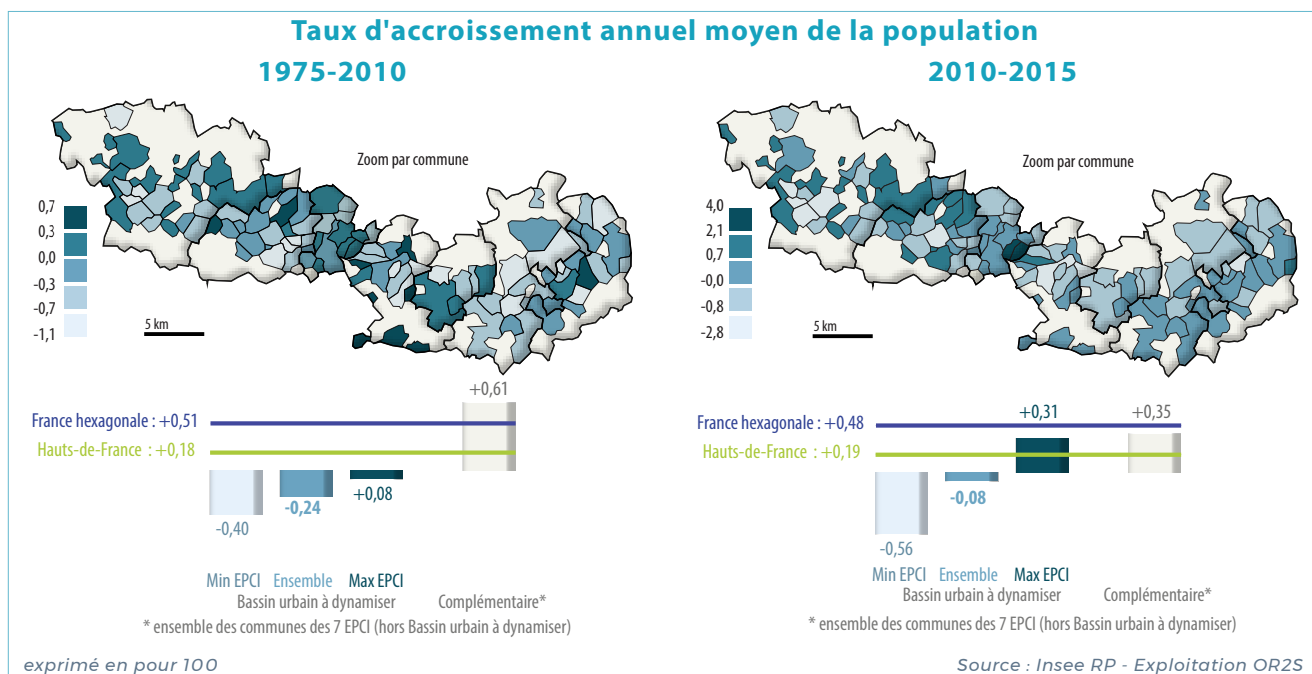 Taux d'accroissement annuel moyen de la population
1975-2010
Zoom par commune
0,7
0,3
0,0
-0,3
-0,7
-1,1
5 km
+0,61
France hexagonale : +0,51
Hauts-de-France : +0,18
-0,40
-0,24
+0,08
Min EPCI Ensemble Max EPCI
Bassin urbain à dynamiser Complémentaire*
* ensemble des communes des 7 EPCI (hors Bassin urbain à dynamiser)
2010-2015
Zoom par commune
4,0
2,1
0,7
-0,0
-0,8
-2,8
5 km
+0,31 +0,35
France hexagonale : +0,48
Hauts-de-France : +0,19
-0,08
-0,56
Min EPCI Ensemble Max EPCI
Bassin urbain à dynamiser Complémentaire*
* ensemble des communes des 7 EPCI (hors Bassin urbain à dynamiser)
exprimé en pour 100
Source : Insee RP - Exploitation OR2S